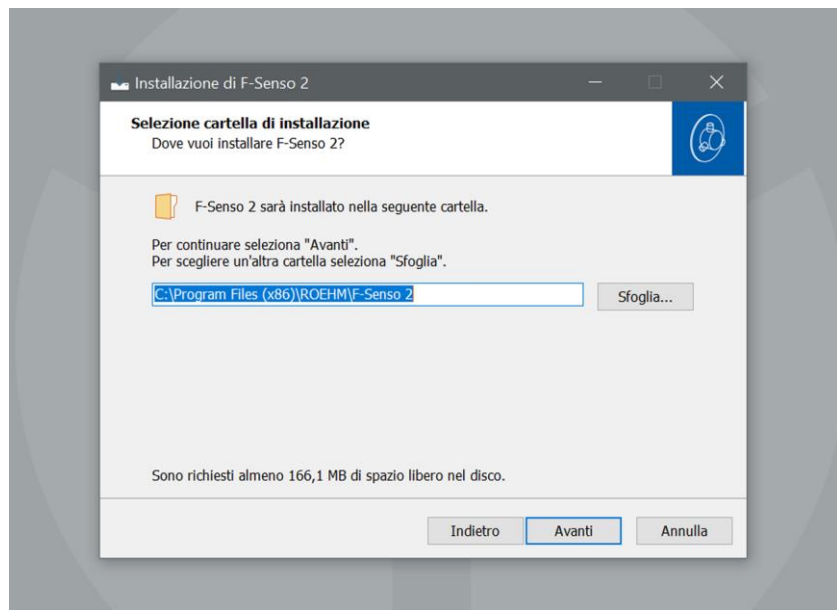 Installazione di F-Senso 2
Selezione cartella di installazione
Dove vuoi installare F-Senso 2?
F-Senso 2 sarà installato nella seguente cartella.
Per continuare seleziona "Avanti".
Per scegliere un'altra cartella seleziona "Sfoglia".
C:\Program Files (x86)\ROEHM\F-Senso 2
Sfoglia...
Sono richiesti almeno 166,1 MB di spazio libero nel disco.
Indietro
Avanti
Annulla